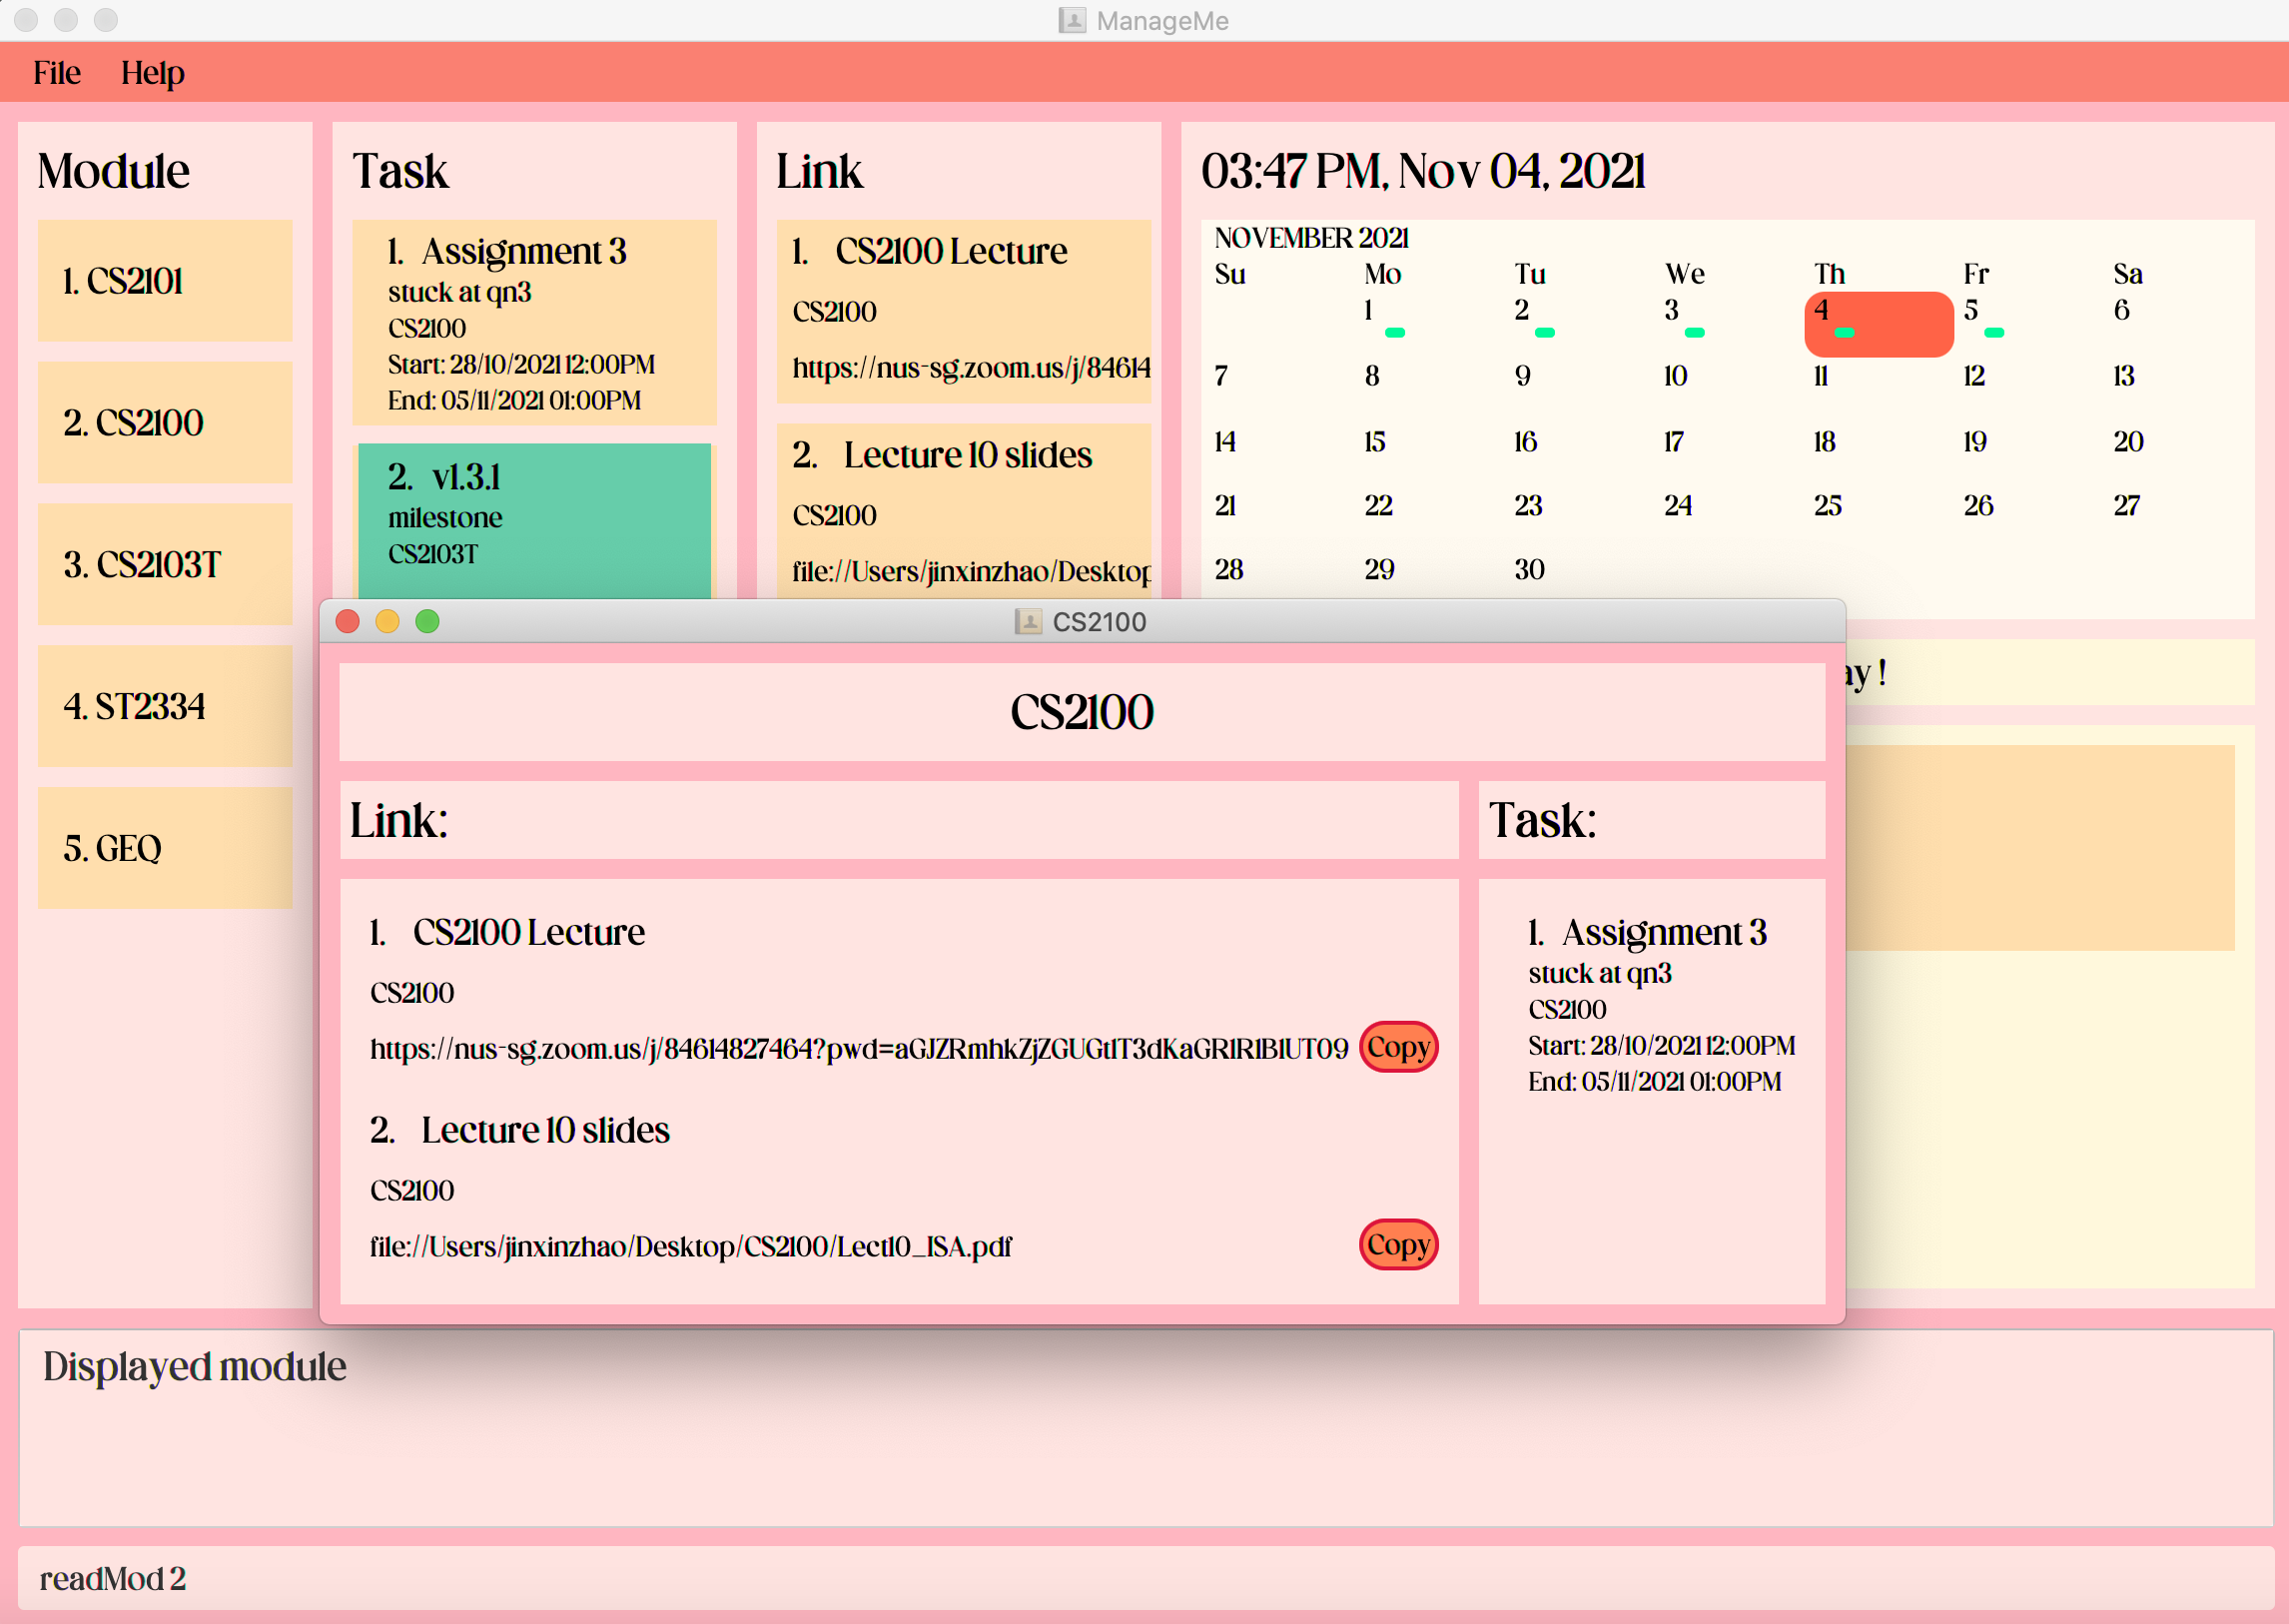 ManageMe
File Help
Module
1. CS2101
2. CS2100
3. CS2103T
4. ST2334
5. GEQ
Task
1. Assignment 3
stuck at qn3
CS2100
Start: 28/10/2021 12:00PM
End: 05/11/2021 01:00PM
2. v1.3.1
milestone
CS2103T
Link
1. CS2100 Lecture
CS2100
https://nus-sg.zoom.us/j/84614
2. Lecture 10 slides
CS2100
file://Users/jinxinzhao/Desktop
03:47 PM, Nov 04, 2021
NOVEMBER 2021
Su Mo Tu We Th Fr Sa
1 2 3 4 5 6
7 8 9 10 11 12 13
14 15 16 17 18 19 20
21 22 23 24 25 26 27
28 29 30
ay !
CS2100
CS2100
Link:
1. CS2100 Lecture
CS2100
https://nus-sg.zoom.us/j/84614827464?pwd=aGJZRmhkZjZGUGt1T3dKaGR1R1B1UT09 Copy
2. Lecture 10 slides
CS2100
file://Users/jinxinzhao/Desktop/CS2100/Lect10_ISA.pdf Copy
Task:
1. Assignment 3
stuck at qn3
CS2100
Start: 28/10/2021 12:00PM
End: 05/11/2021 01:00PM
Displayed module
readMod 2